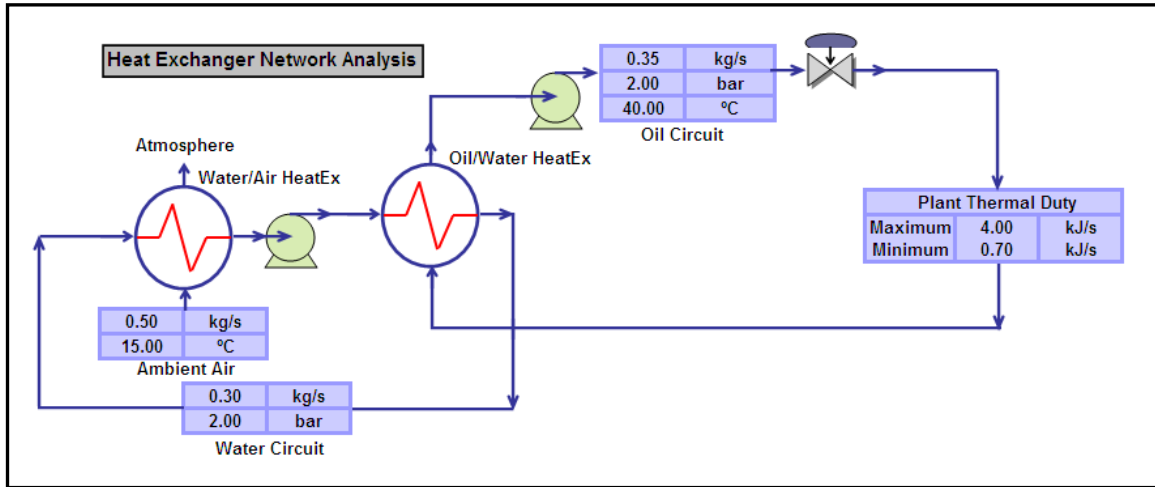 Heat Exchanger Network Analysis
0.35 kg/s
2.00 bar
40.00 ºC
Oil Circuit
Atmosphere
Water/Air HeatEx
Oil/Water HeatEx
Plant Thermal Duty
Maximum 4.00 kJ/s
Minimum 0.70 kJ/s
0.50 kg/s
15.00 ºC
Ambient Air
0.30 kg/s
2.00 bar
Water Circuit